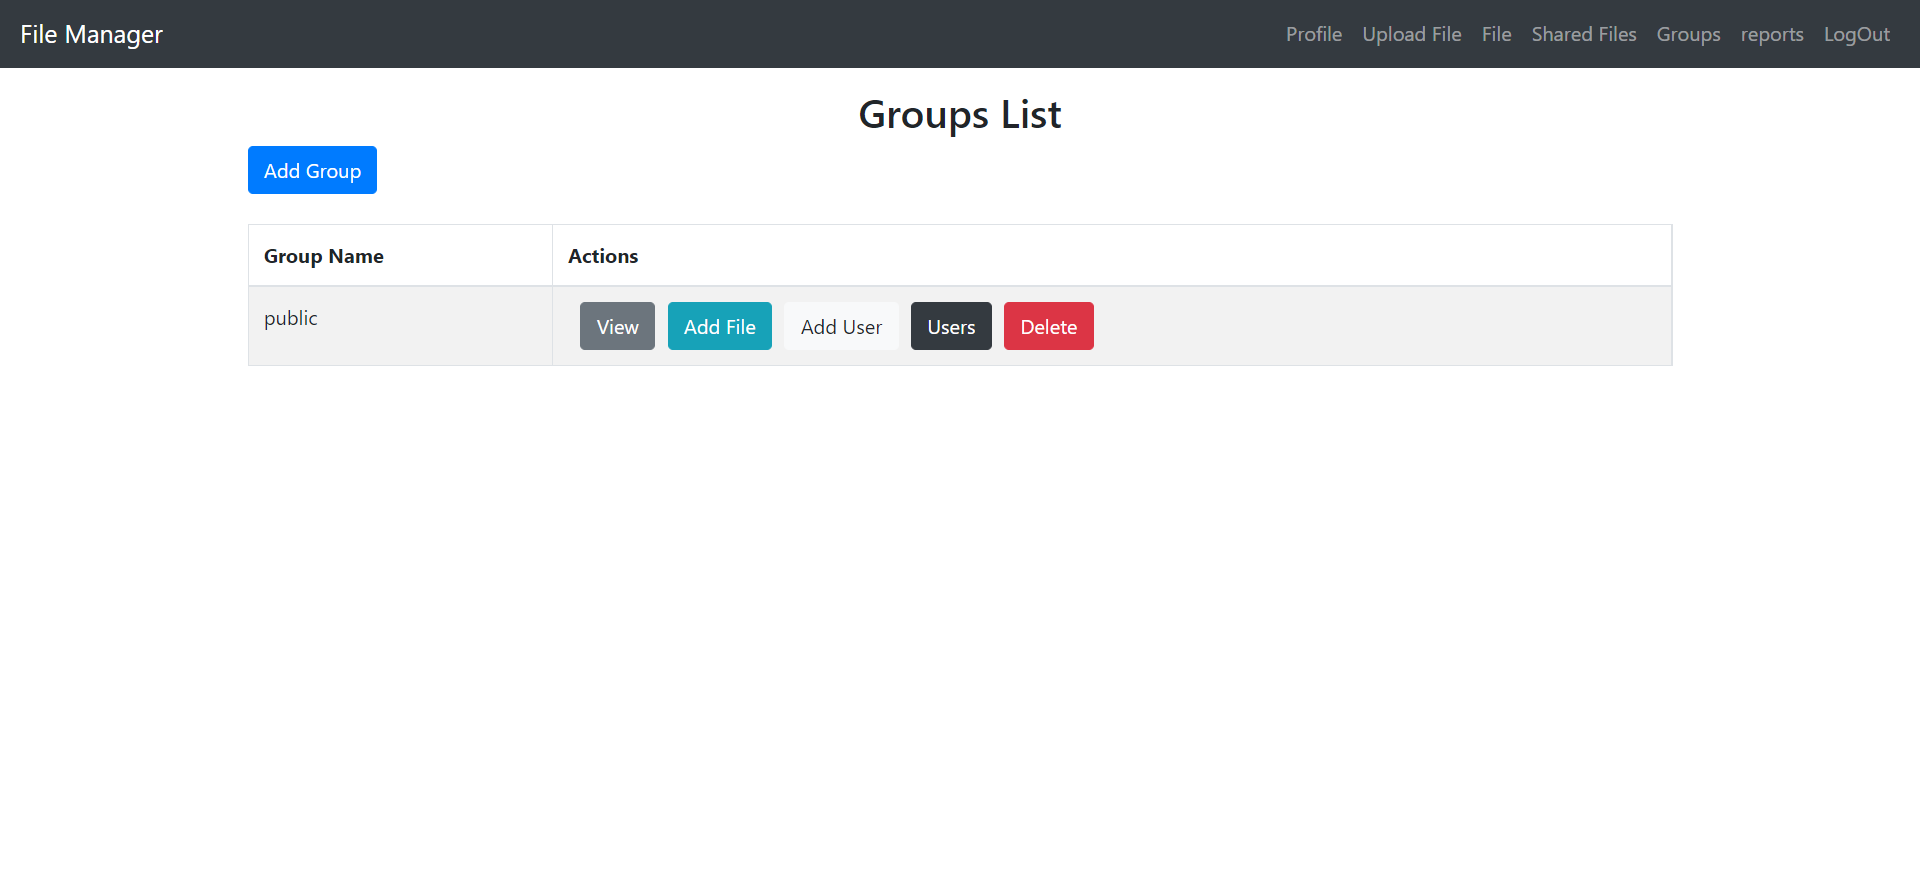 File Manager Profile Upload File File Shared Files Groups reports LogOut
Groups List
Add Group
Group Name Actions
public View Add File Add User Users Delete